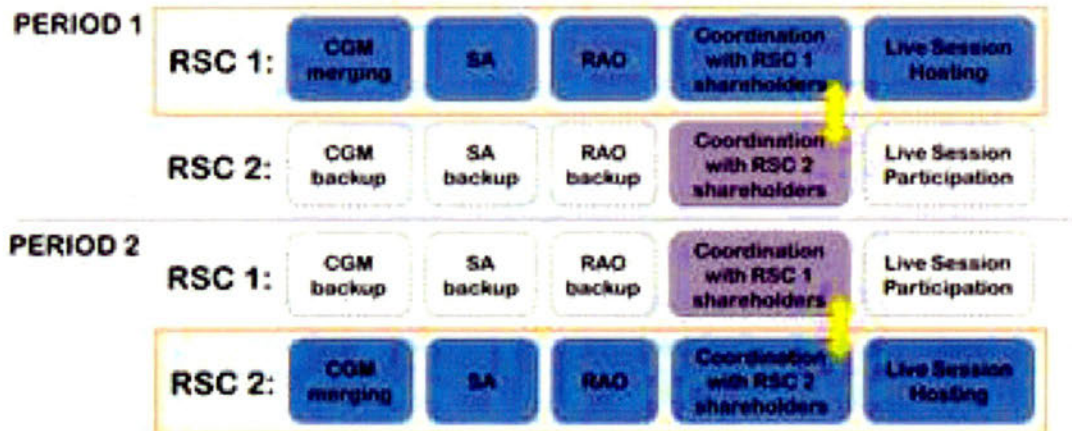 PERIOD 1
RSC 1:
CGM
merging
SA
RAO
Coordination
with RSC 1
shareholders
Live Session
Hosting
RSC 2:
CGM
backup
SA
backup
RAO
backup
Coordination
with RSC 2
shareholders
Live Session
Participation
PERIOD 2
RSC 1:
CGM
backup
SA
backup
RAO
backup
Coordination
with RSC 1
shareholders
Live Session
Participation
RSC 2:
CGM
merging
SA
RAO
Coordination
with RSC 2
shareholders
Live Session
Hosting